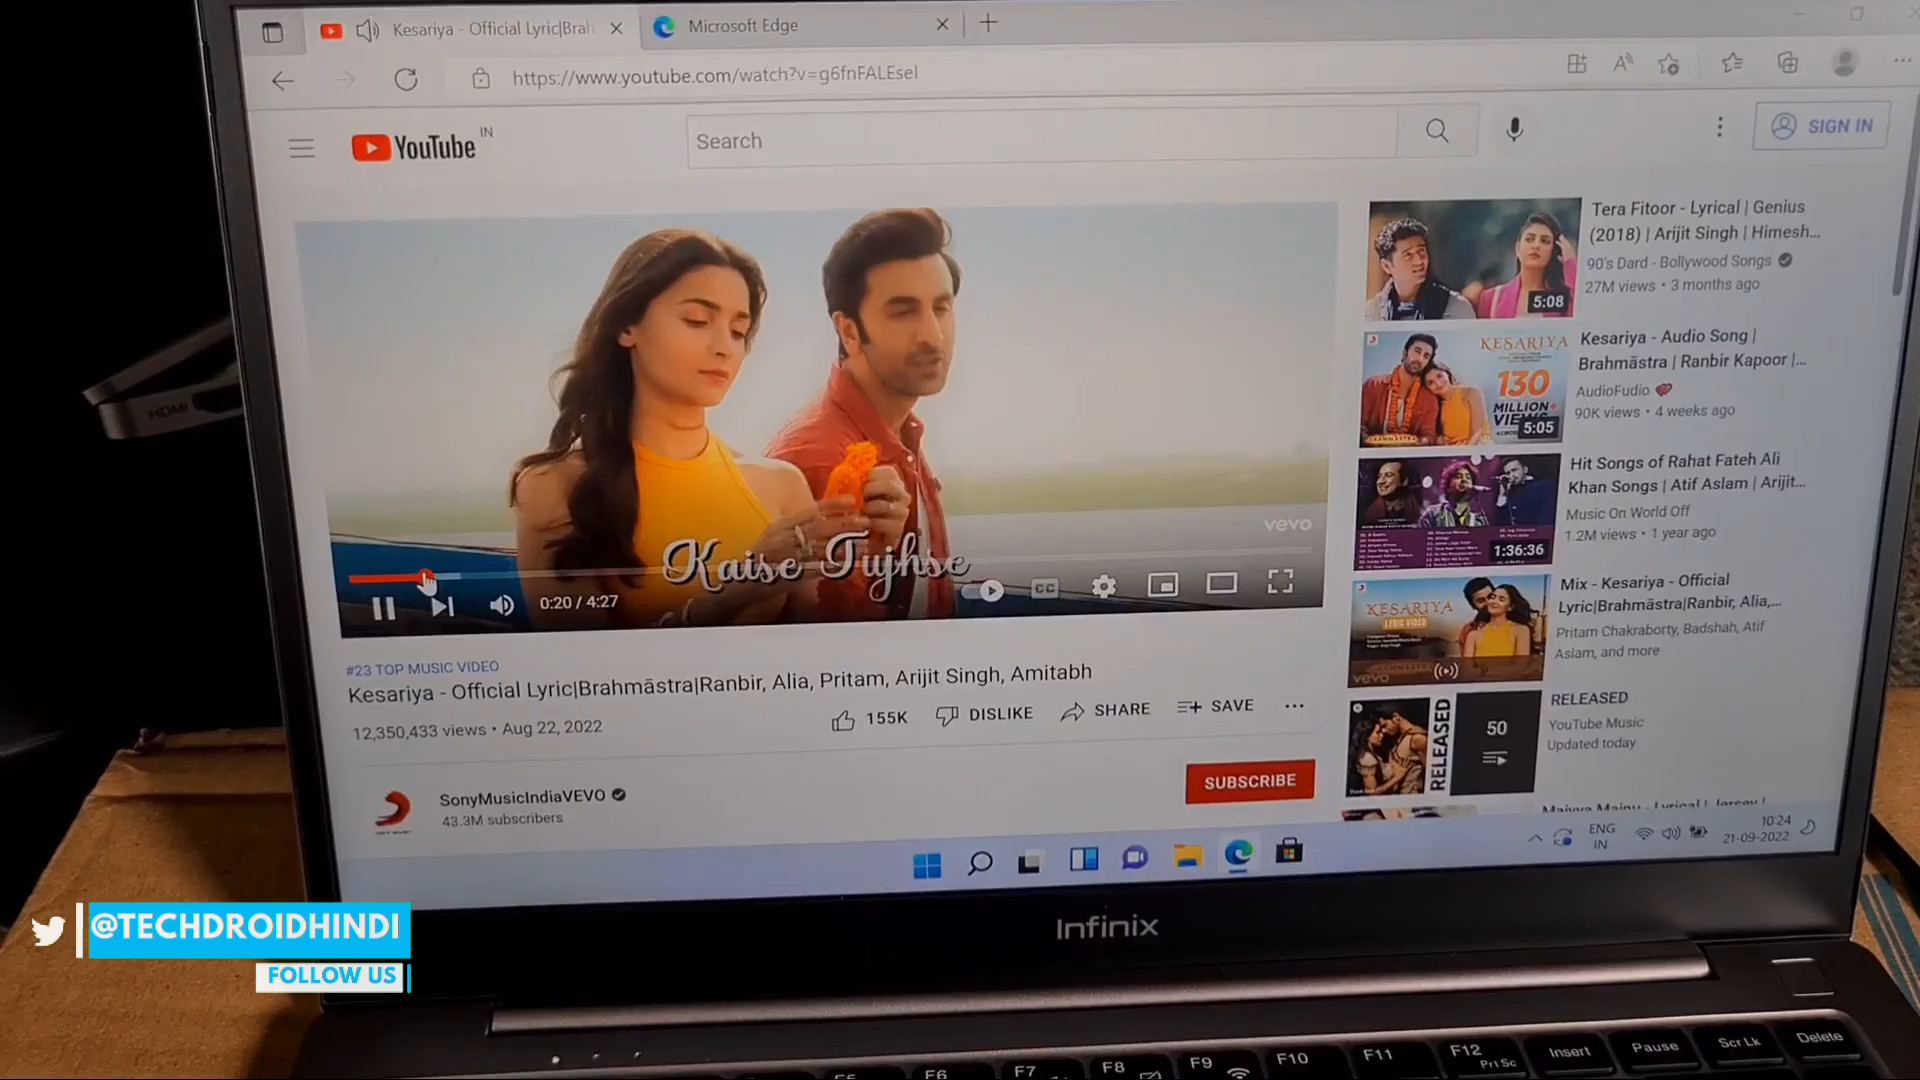 Kesariya - Official Lyric|Brah
Microsoft Edge
https://www.youtube.com/watch?v=g6fnFALEseI
YouTube IN
Search
SIGN IN
vevo
Kaise Tujhse
0:20 / 4:27
CC
#23 TOP MUSIC VIDEO
Kesariya - Official Lyric|Brahmāstra|Ranbir, Alia, Pritam, Arijit Singh, Amitabh
12,350,433 views • Aug 22, 2022
155K
DISLIKE
SHARE
SAVE
SonyMusicIndiaVEVO
43.3M subscribers
SUBSCRIBE
Tera Fitoor - Lyrical | Genius
(2018) | Arijit Singh | Himesh...
90's Dard - Bollywood Songs
27M views • 3 months ago
5:08
Kesariya - Audio Song |
Brahmāstra | Ranbir Kapoor |...
AudioFudio
90K views • 4 weeks ago
KESARIYA
130
MILLION+
5:05
Hit Songs of Rahat Fateh Ali
Khan Songs | Atif Aslam | Arijit...
Music On World Off
1.2M views • 1 year ago
1:36:36
Mix - Kesariya - Official
Lyric|Brahmāstra|Ranbir, Alia,...
Pritam Chakraborty, Badshah, Atif
Aslam, and more
KESARIYA
LYRIC VIDEO
vevo
RELEASED
YouTube Music
Updated today
RELEASED
50
ENG
IN
10:24
21-09-2022
HDMI
Infinix
@TECHDROIDHINDI
FOLLOW US
F6
F7
F8
F9
F10
F11
F12
Prt Sc
Insert
Pause
Scr Lk
Delete